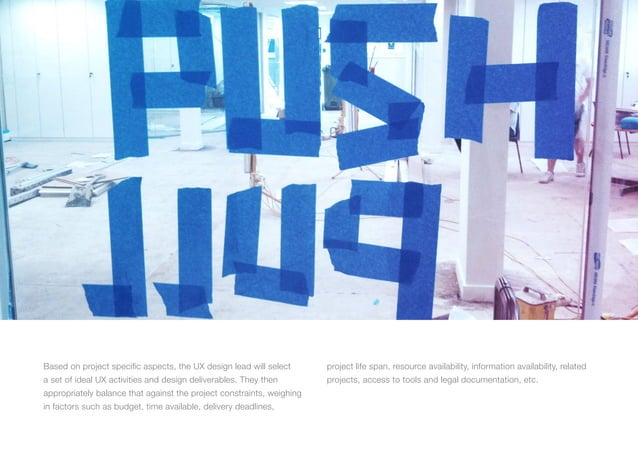 PUSH
PULL
Based on project specific aspects, the UX design lead will select
a set of ideal UX activities and design deliverables. They then
appropriately balance that against the project constraints, weighing
in factors such as budget, time available, delivery deadlines,
project life span, resource availability, information availability, related
projects, access to tools and legal documentation, etc.